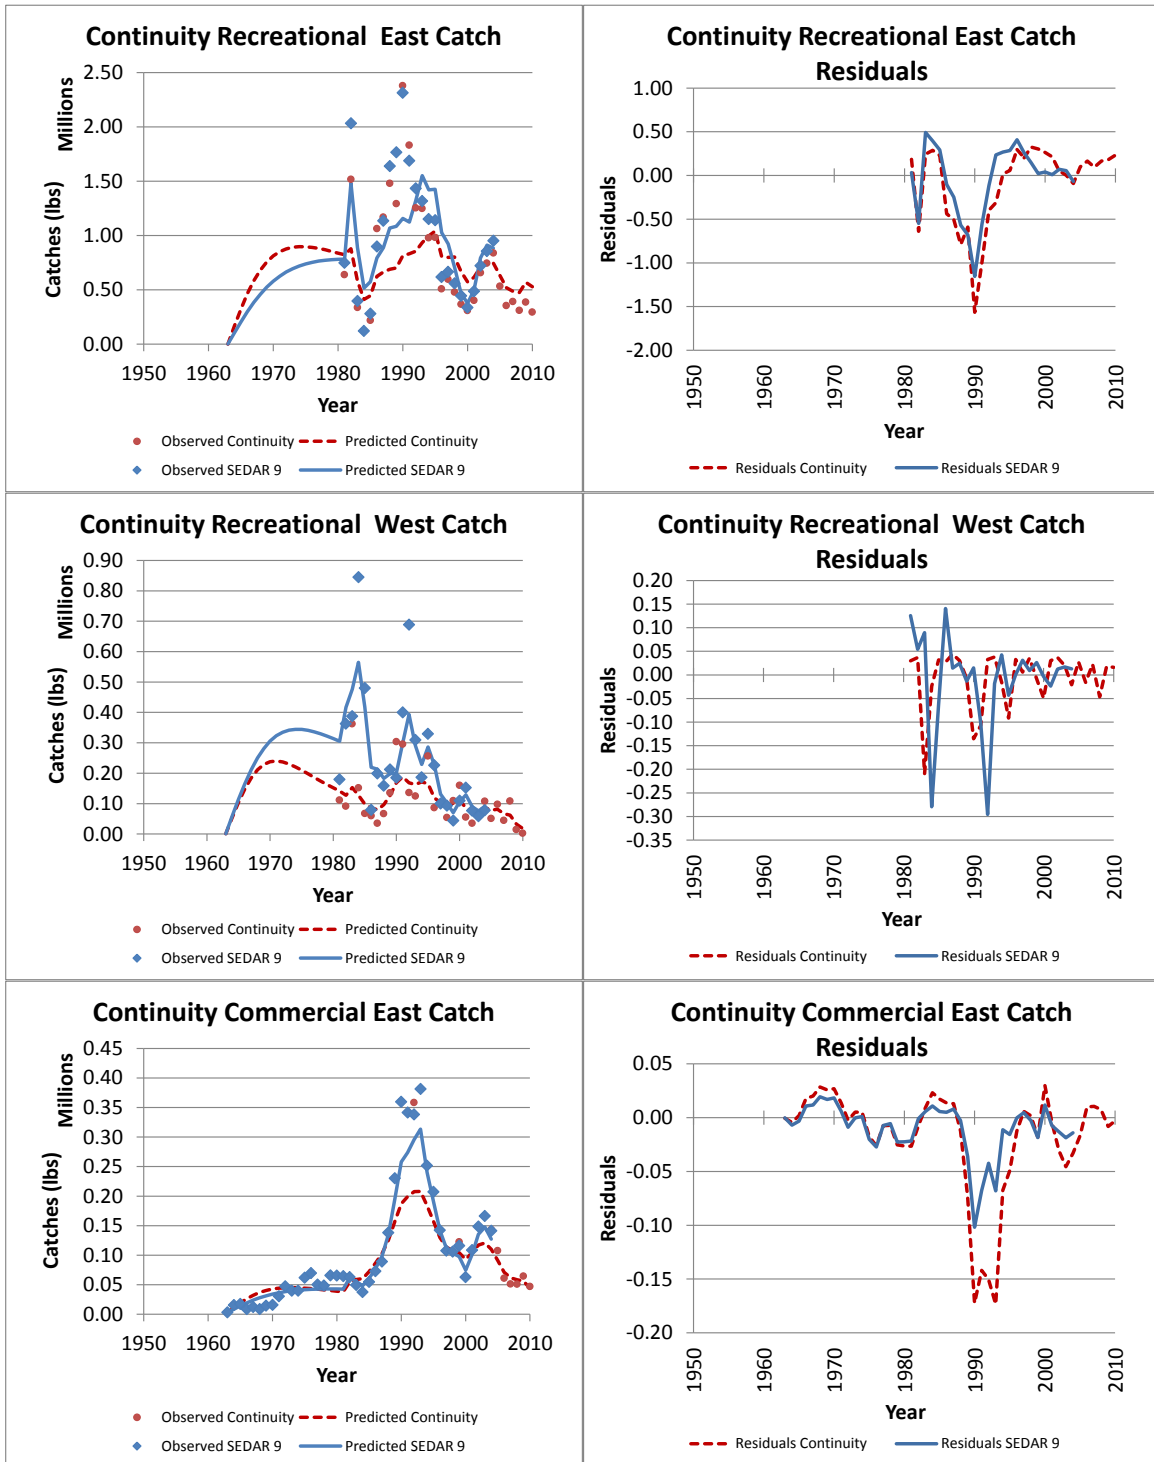 Continuity Recreational  East Catch
Millions
Catches (lbs)
2.50
2.00
1.50
1.00
0.50
0.00
1950 1960 1970 1980 1990 2000 2010
Year
Observed Continuity Predicted Continuity
Observed SEDAR 9 Predicted SEDAR 9
Continuity Recreational East Catch
Residuals
Residuals
1.00
0.50
0.00
-0.50
-1.00
-1.50
-2.00
1950 1960 1970 1980 1990 2000 2010
Year
Residuals Continuity Residuals SEDAR 9
Continuity Recreational  West Catch
Millions
Catches (lbs)
0.90
0.80
0.70
0.60
0.50
0.40
0.30
0.20
0.10
0.00
1950 1960 1970 1980 1990 2000 2010
Year
Observed Continuity Predicted Continuity
Observed SEDAR 9 Predicted SEDAR 9
Continuity Recreational  West Catch
Residuals
Residuals
0.20
0.15
0.10
0.05
0.00
-0.05
-0.10
-0.15
-0.20
-0.25
-0.30
-0.35
1950 1960 1970 1980 1990 2000 2010
Year
Residuals Continuity Residuals SEDAR 9
Continuity Commercial East Catch
Millions
Catches (lbs)
0.45
0.40
0.35
0.30
0.25
0.20
0.15
0.10
0.05
0.00
1950 1960 1970 1980 1990 2000 2010
Year
Observed Continuity Predicted Continuity
Observed SEDAR 9 Predicted SEDAR 9
Continuity Commercial East Catch
Residuals
Residuals
0.05
0.00
-0.05
-0.10
-0.15
-0.20
1950 1960 1970 1980 1990 2000 2010
Year
Residuals Continuity Residuals SEDAR 9